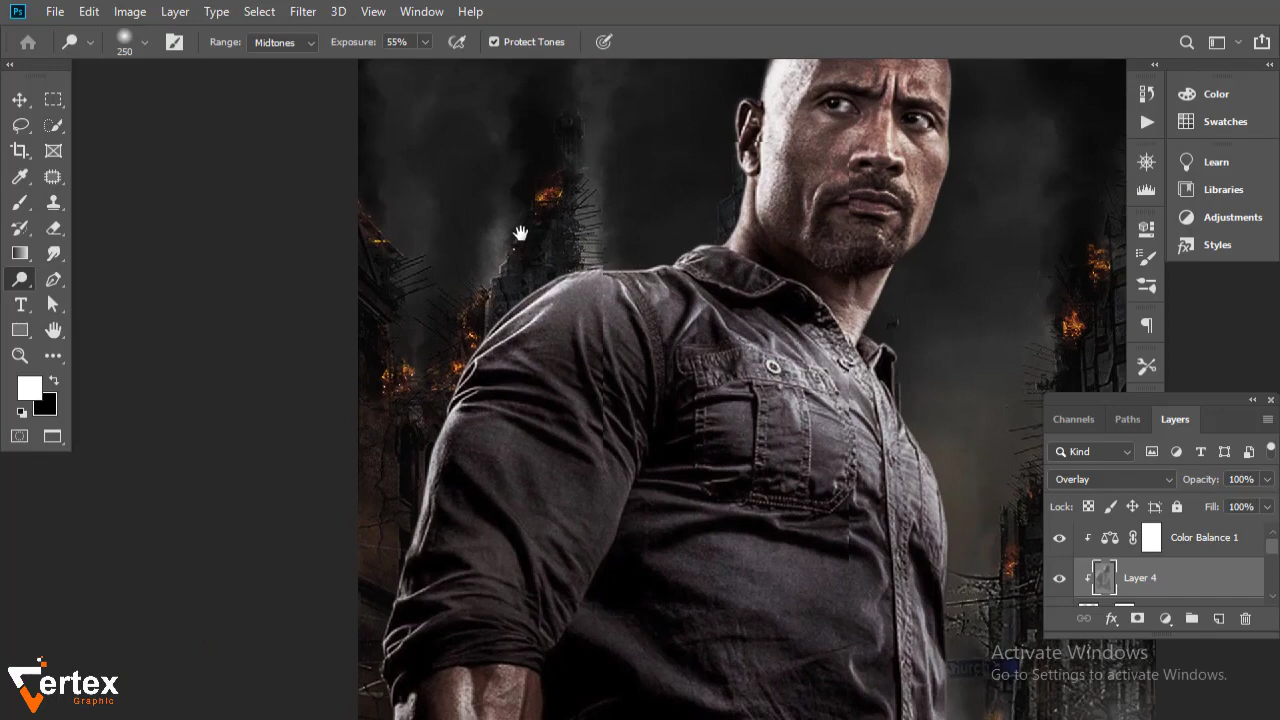 Ps File Edit Image Layer Type Select Filter 3D View Window Help
250 Range: Midtones Exposure: 55% Protect Tones
Color
Swatches
Learn
Libraries
Adjustments
Styles
Channels Paths Layers
Kind
Overlay Opacity: 100%
Lock: Fill: 100%
Color Balance 1
Layer 4
Activate Windows
Go to Settings to activate Windows.
church
Vertex
Graphic